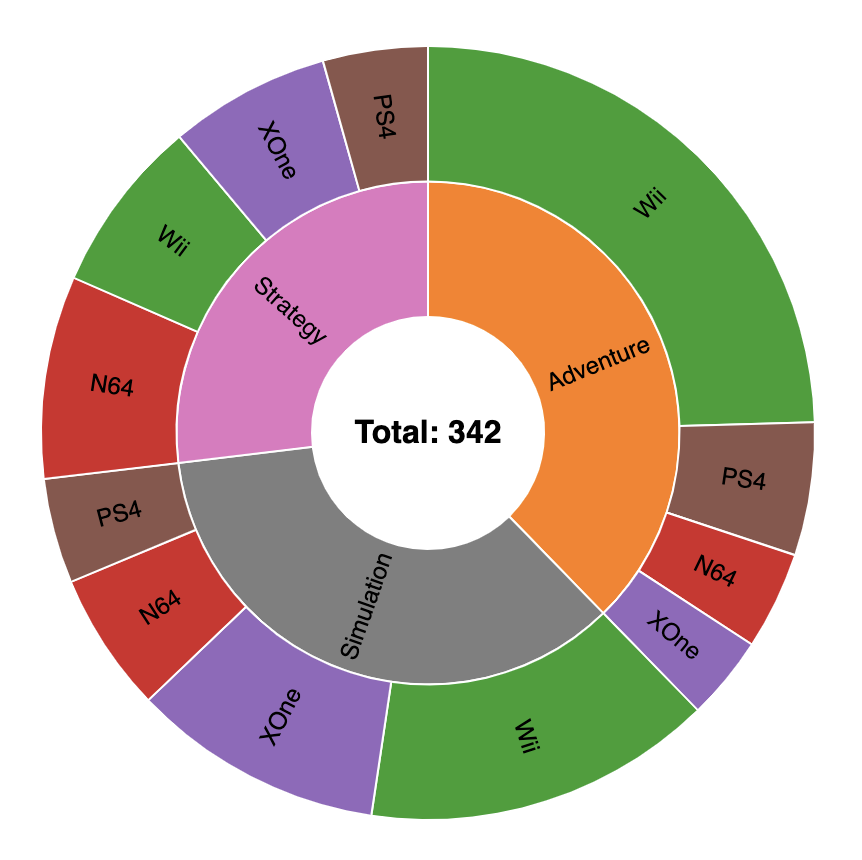 PS4
Wii
XOne
Wii
Strategy
Adventure
N64
Total: 342
PS4
PS4
Simulation
N64
N64
XOne
XOne
Wii